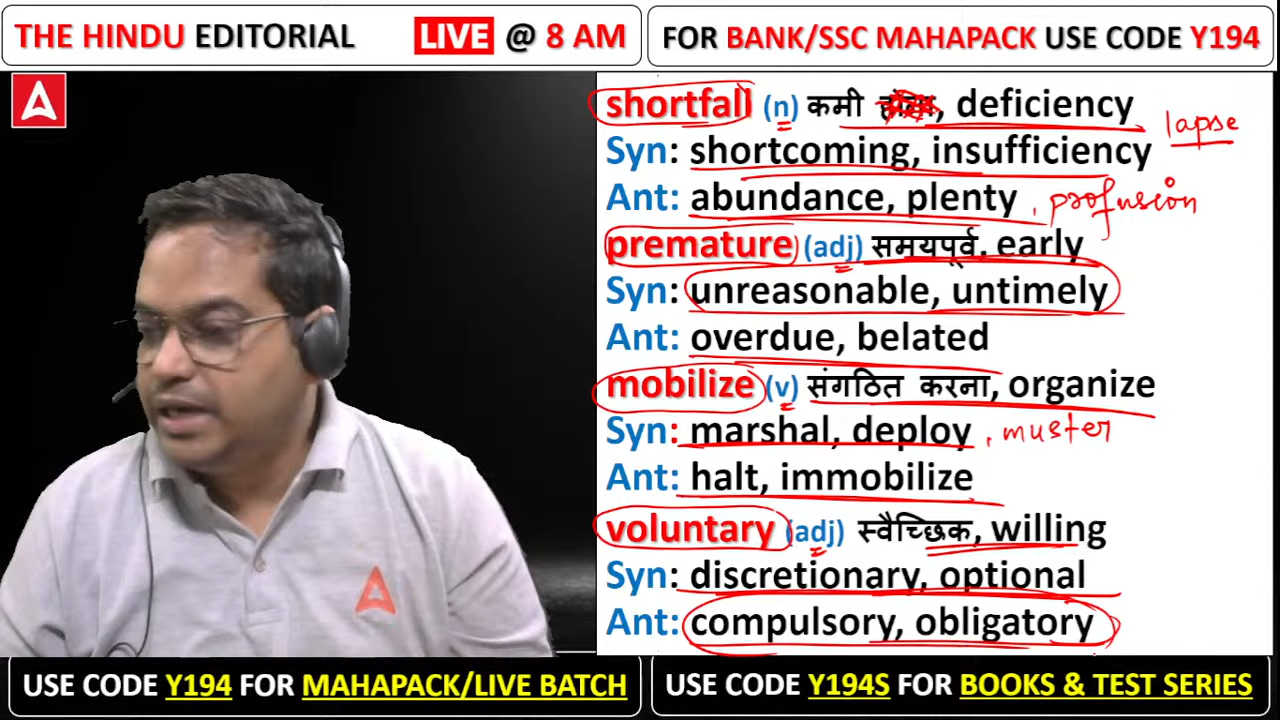 THE HINDU EDITORIAL LIVE @ 8 AM
FOR BANK/SSC MAHAPACK USE CODE Y194
shortfall (n) कमी, deficiency
lapse
Syn: shortcoming, insufficiency
Ant: abundance, plenty, profusion
premature (adj) समयपूर्व, early
Syn: unreasonable, untimely
Ant: overdue, belated
mobilize (v) संगठित करना, organize
Syn: marshal, deploy, muster
Ant: halt, immobilize
voluntary (adj) स्वैच्छिक, willing
Syn: discretionary, optional
Ant: compulsory, obligatory
USE CODE Y194 FOR MAHAPACK/LIVE BATCH
USE CODE Y194S FOR BOOKS & TEST SERIES